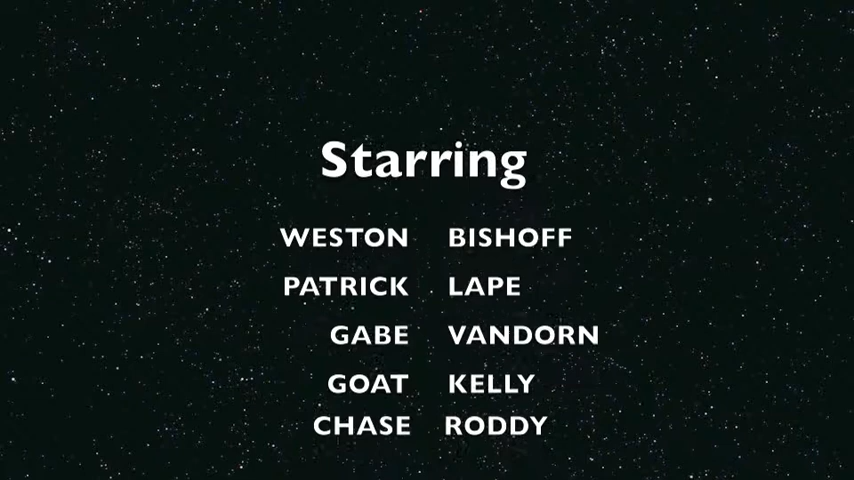 Starring
WESTON BISHOFF
PATRICK LAPE
GABE VANDORN
GOAT KELLY
CHASE RODDY